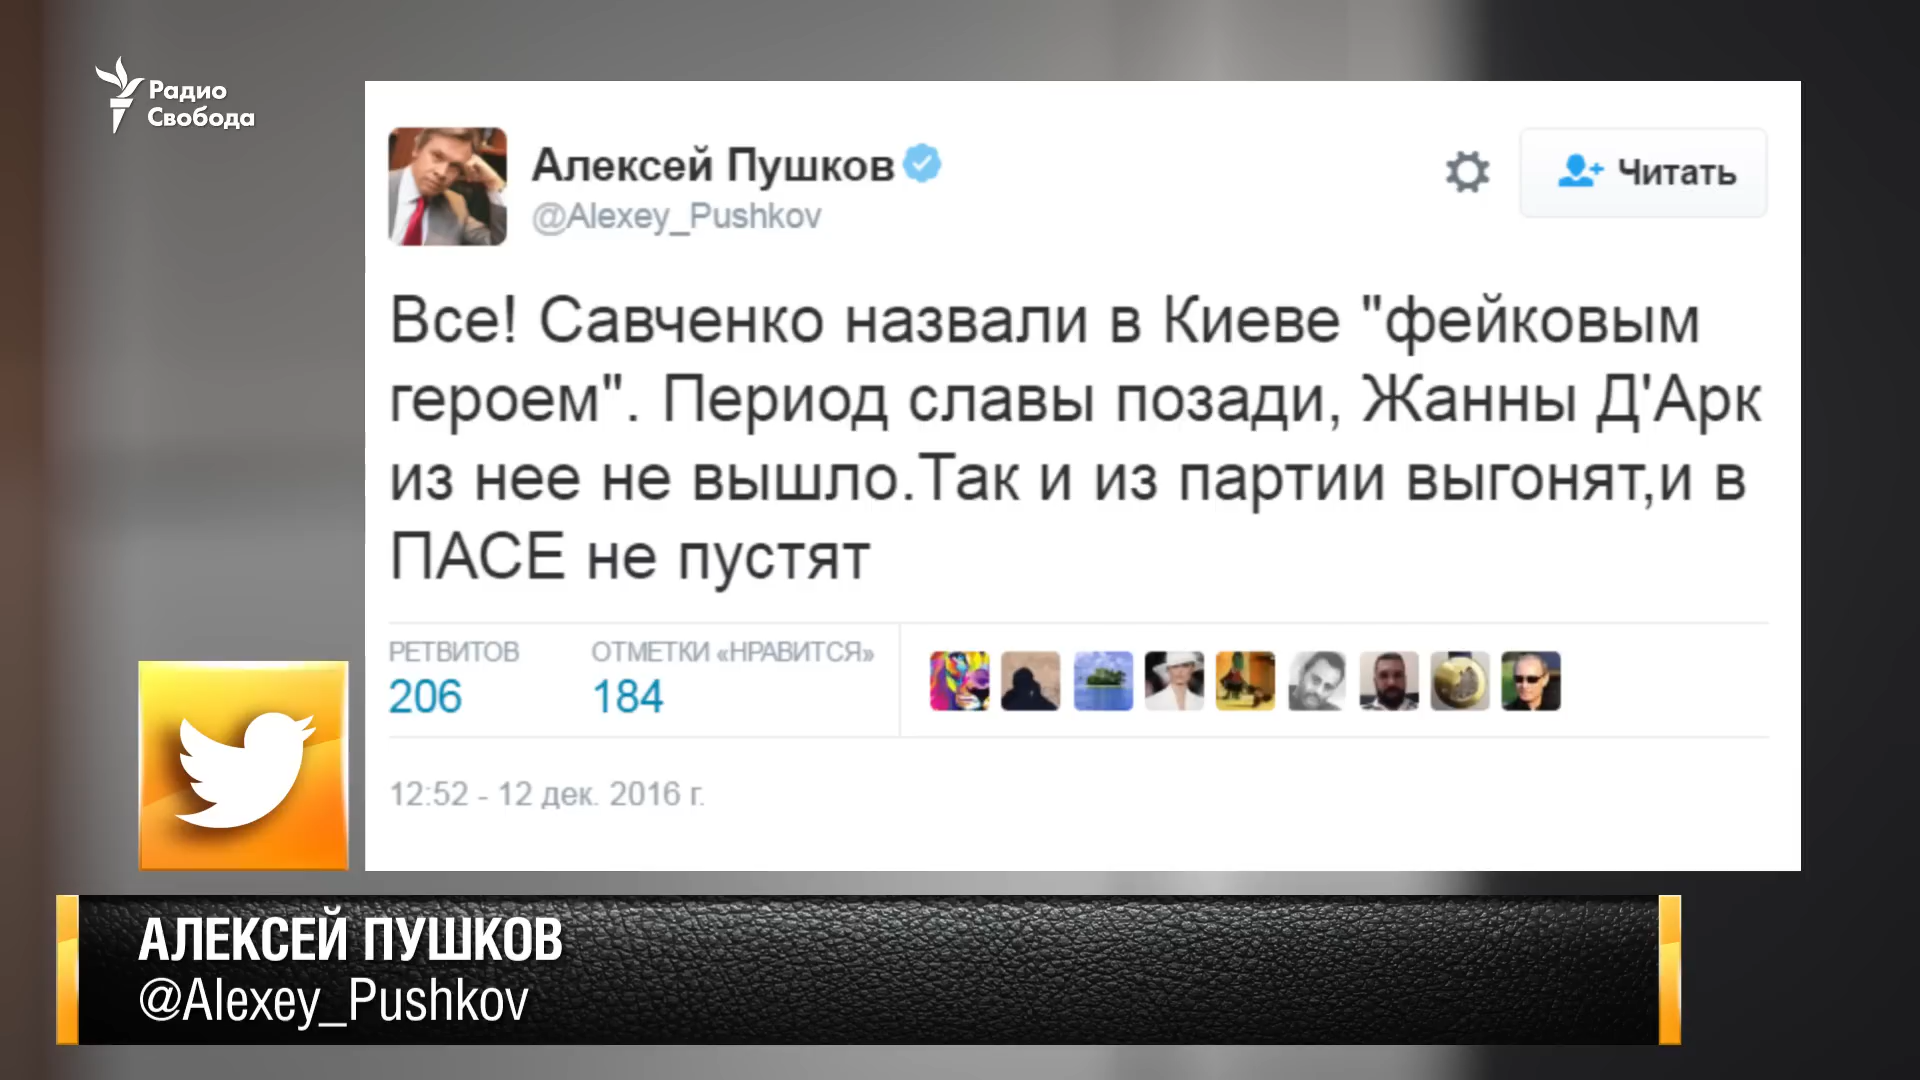 Радио
Свобода
Алексей Пушков
@Alexey_Pushkov
Читать
Все! Савченко назвали в Киеве "фейковым
героем". Период славы позади, Жанны Д'Арк
из нее не вышло.Так и из партии выгонят,и в
ПАСЕ не пустят
РЕТВИТОВ
206
ОТМЕТКИ «НРАВИТСЯ»
184
12:52 - 12 дек. 2016 г.
АЛЕКСЕЙ ПУШКОВ
@Alexey_Pushkov